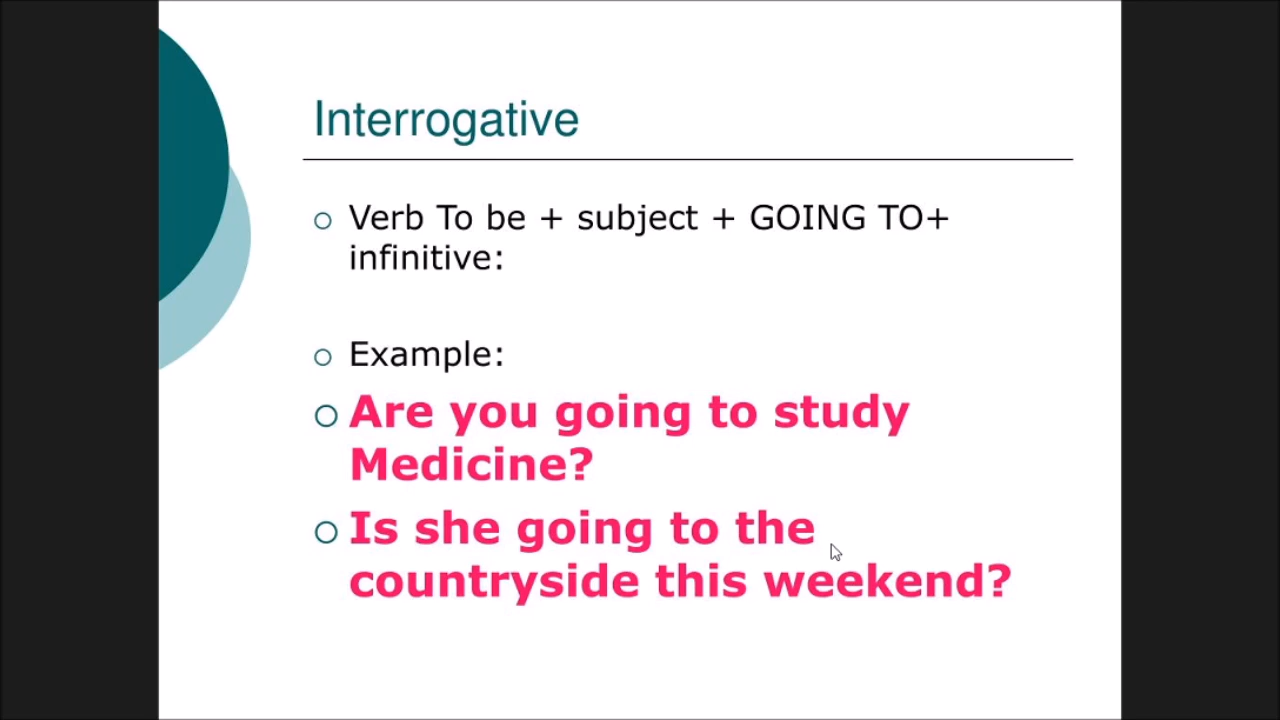 Interrogative
Verb To be + subject + GOING TO+
infinitive:
Example:
Are you going to study
Medicine?
Is she going to the
countryside this weekend?